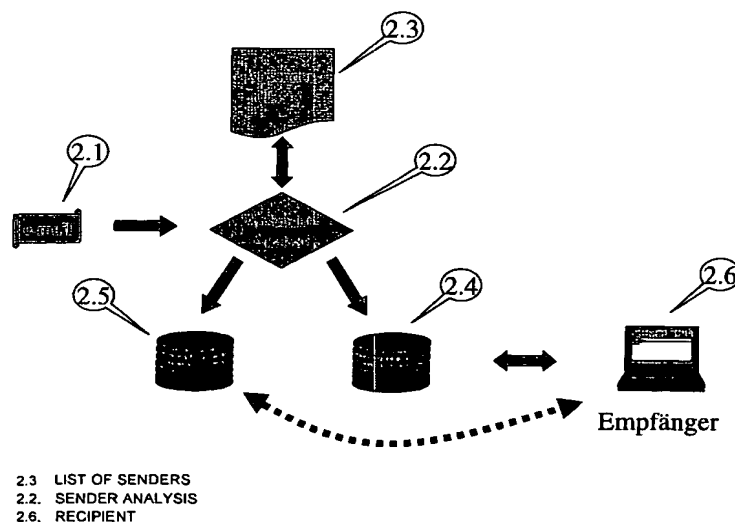 2.3
2.1
2.2
2.5
2.4
2.6
Empfänger
2.3 LIST OF SENDERS
2.2. SENDER ANALYSIS
2.6. RECIPIENT